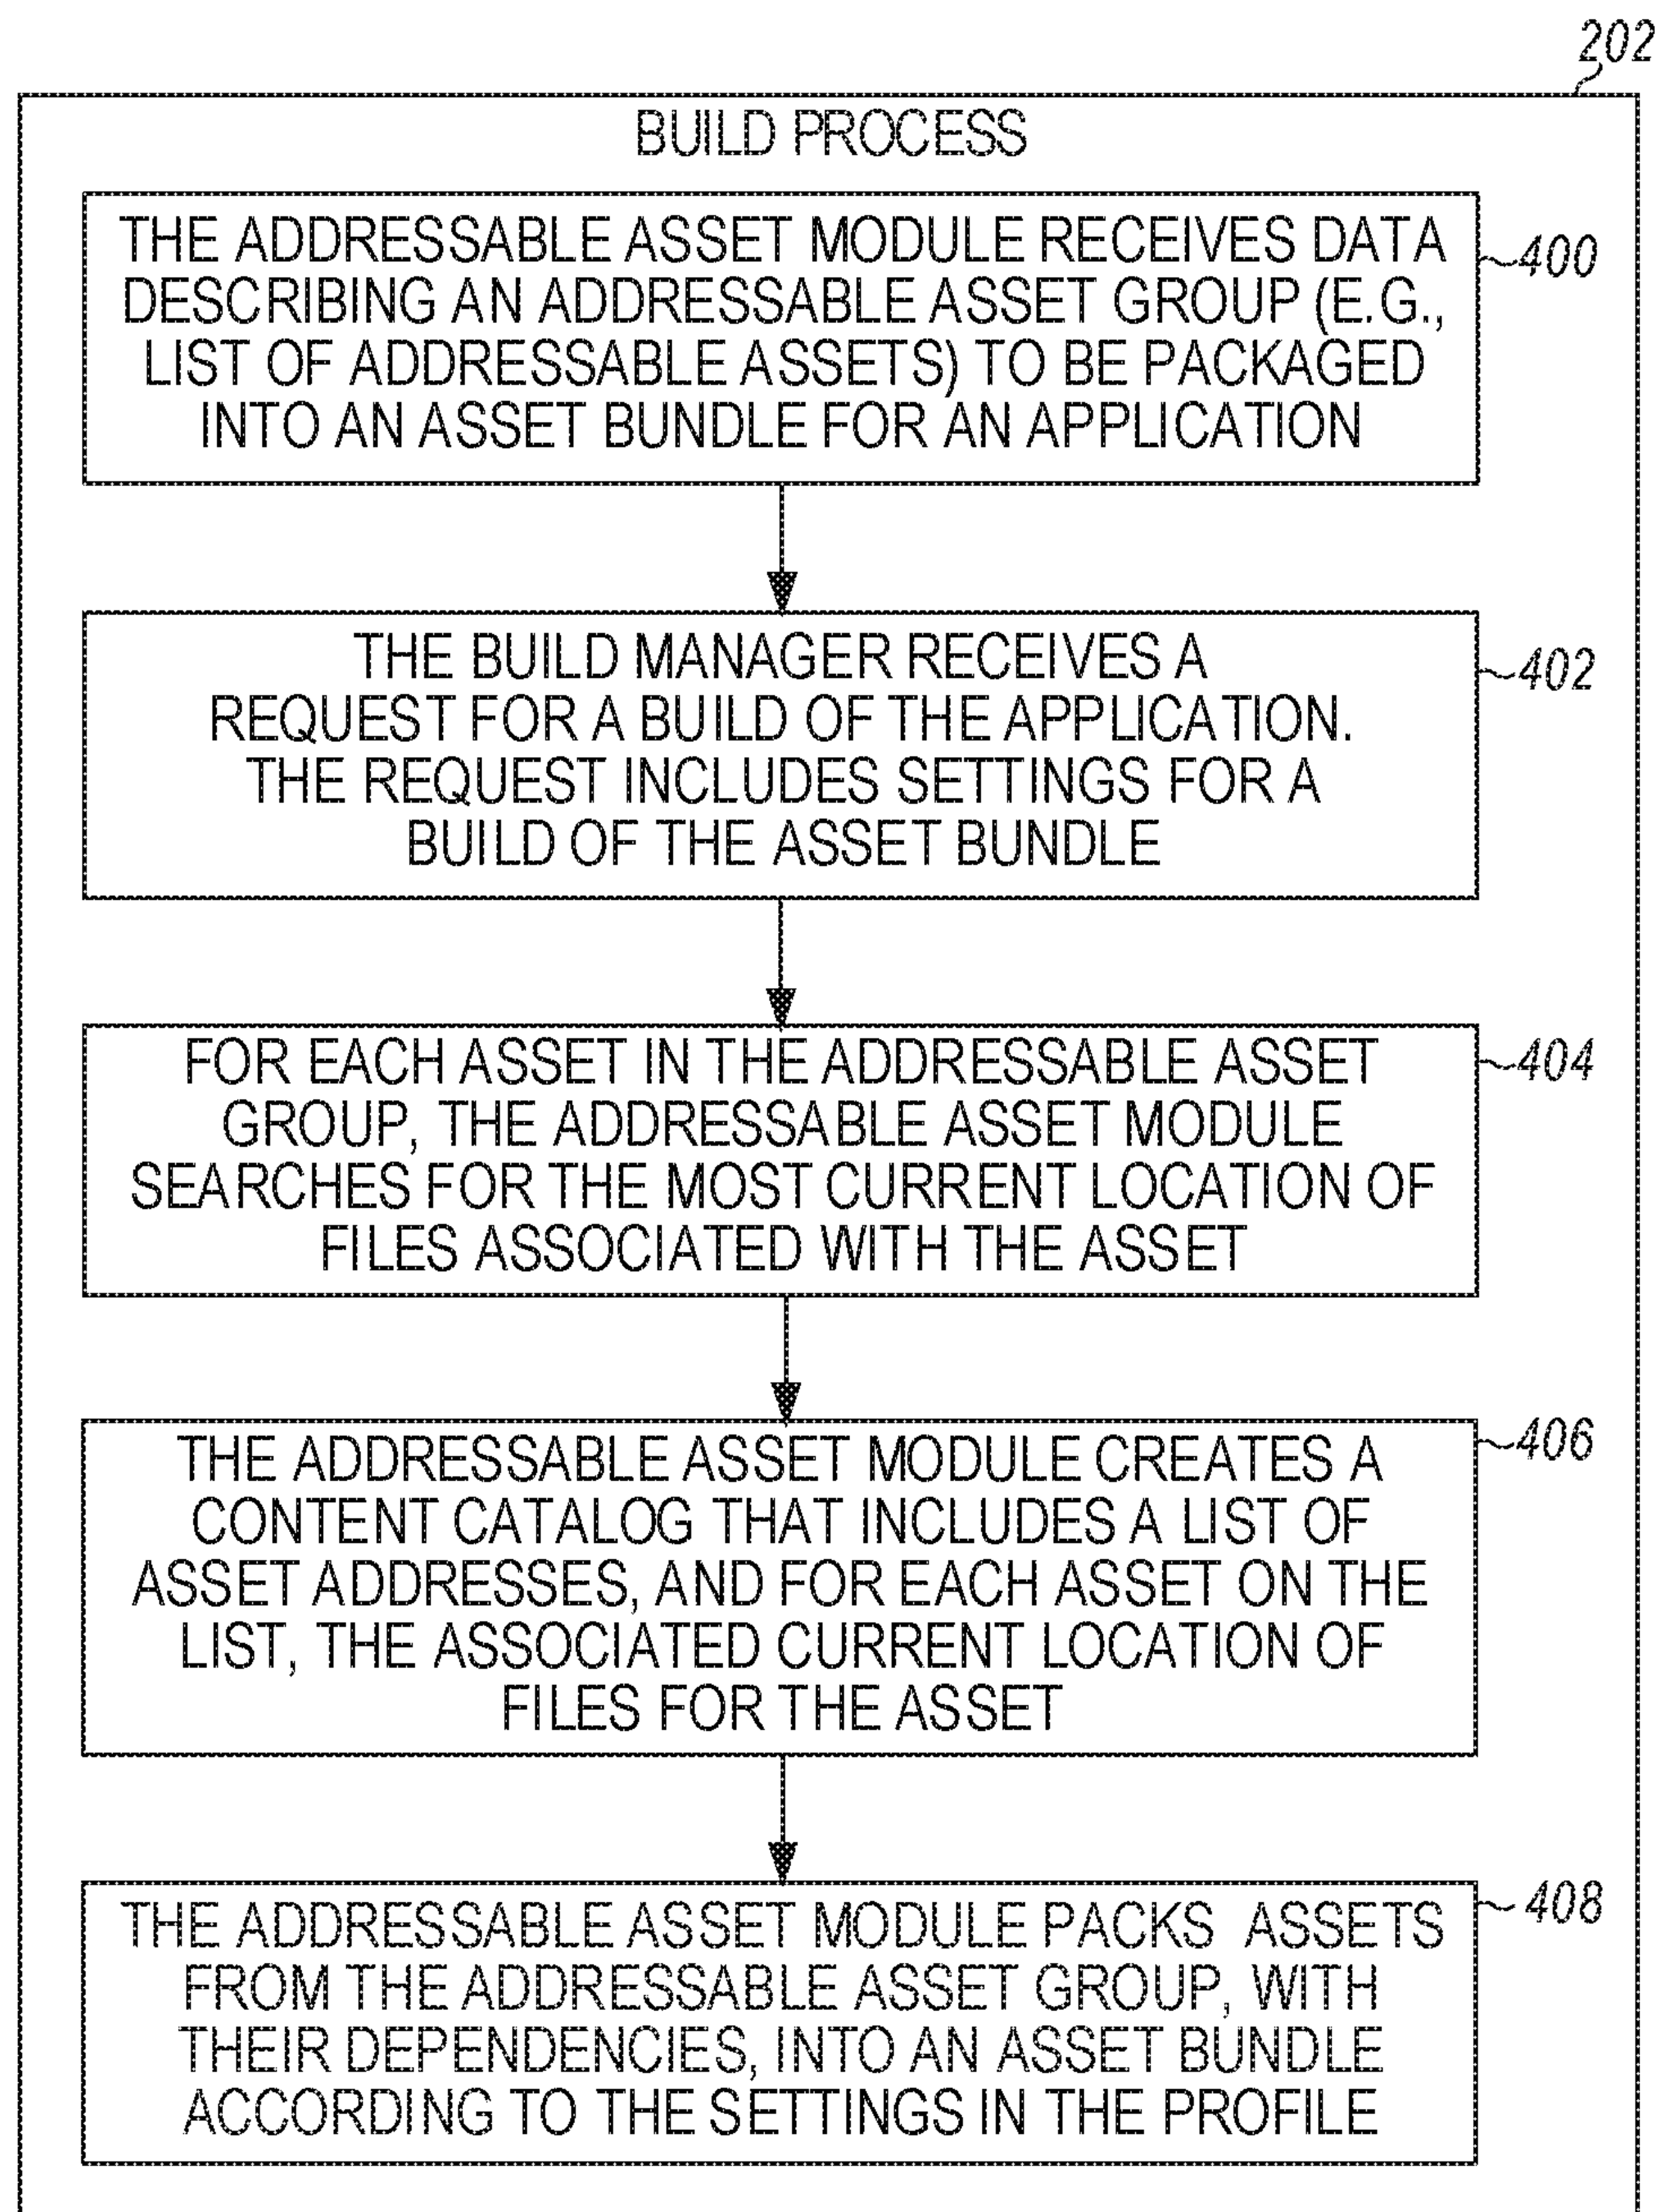 202
BUILD PROCESS
THE ADDRESSABLE ASSET MODULE RECEIVES DATA
DESCRIBING AN ADDRESSABLE ASSET GROUP (E.G.,
LIST OF ADDRESSABLE ASSETS) TO BE PACKAGED
INTO AN ASSET BUNDLE FOR AN APPLICATION
400
THE BUILD MANAGER RECEIVES A
REQUEST FOR A BUILD OF THE APPLICATION.
THE REQUEST INCLUDES SETTINGS FOR A
BUILD OF THE ASSET BUNDLE
402
FOR EACH ASSET IN THE ADDRESSABLE ASSET
GROUP, THE ADDRESSABLE ASSET MODULE
SEARCHES FOR THE MOST CURRENT LOCATION OF
FILES ASSOCIATED WITH THE ASSET
404
THE ADDRESSABLE ASSET MODULE CREATES A
CONTENT CATALOG THAT INCLUDES A LIST OF
ASSET ADDRESSES, AND FOR EACH ASSET ON THE
LIST, THE ASSOCIATED CURRENT LOCATION OF
FILES FOR THE ASSET
406
THE ADDRESSABLE ASSET MODULE PACKS ASSETS
FROM THE ADDRESSABLE ASSET GROUP, WITH
THEIR DEPENDENCIES, INTO AN ASSET BUNDLE
ACCORDING TO THE SETTINGS IN THE PROFILE
408